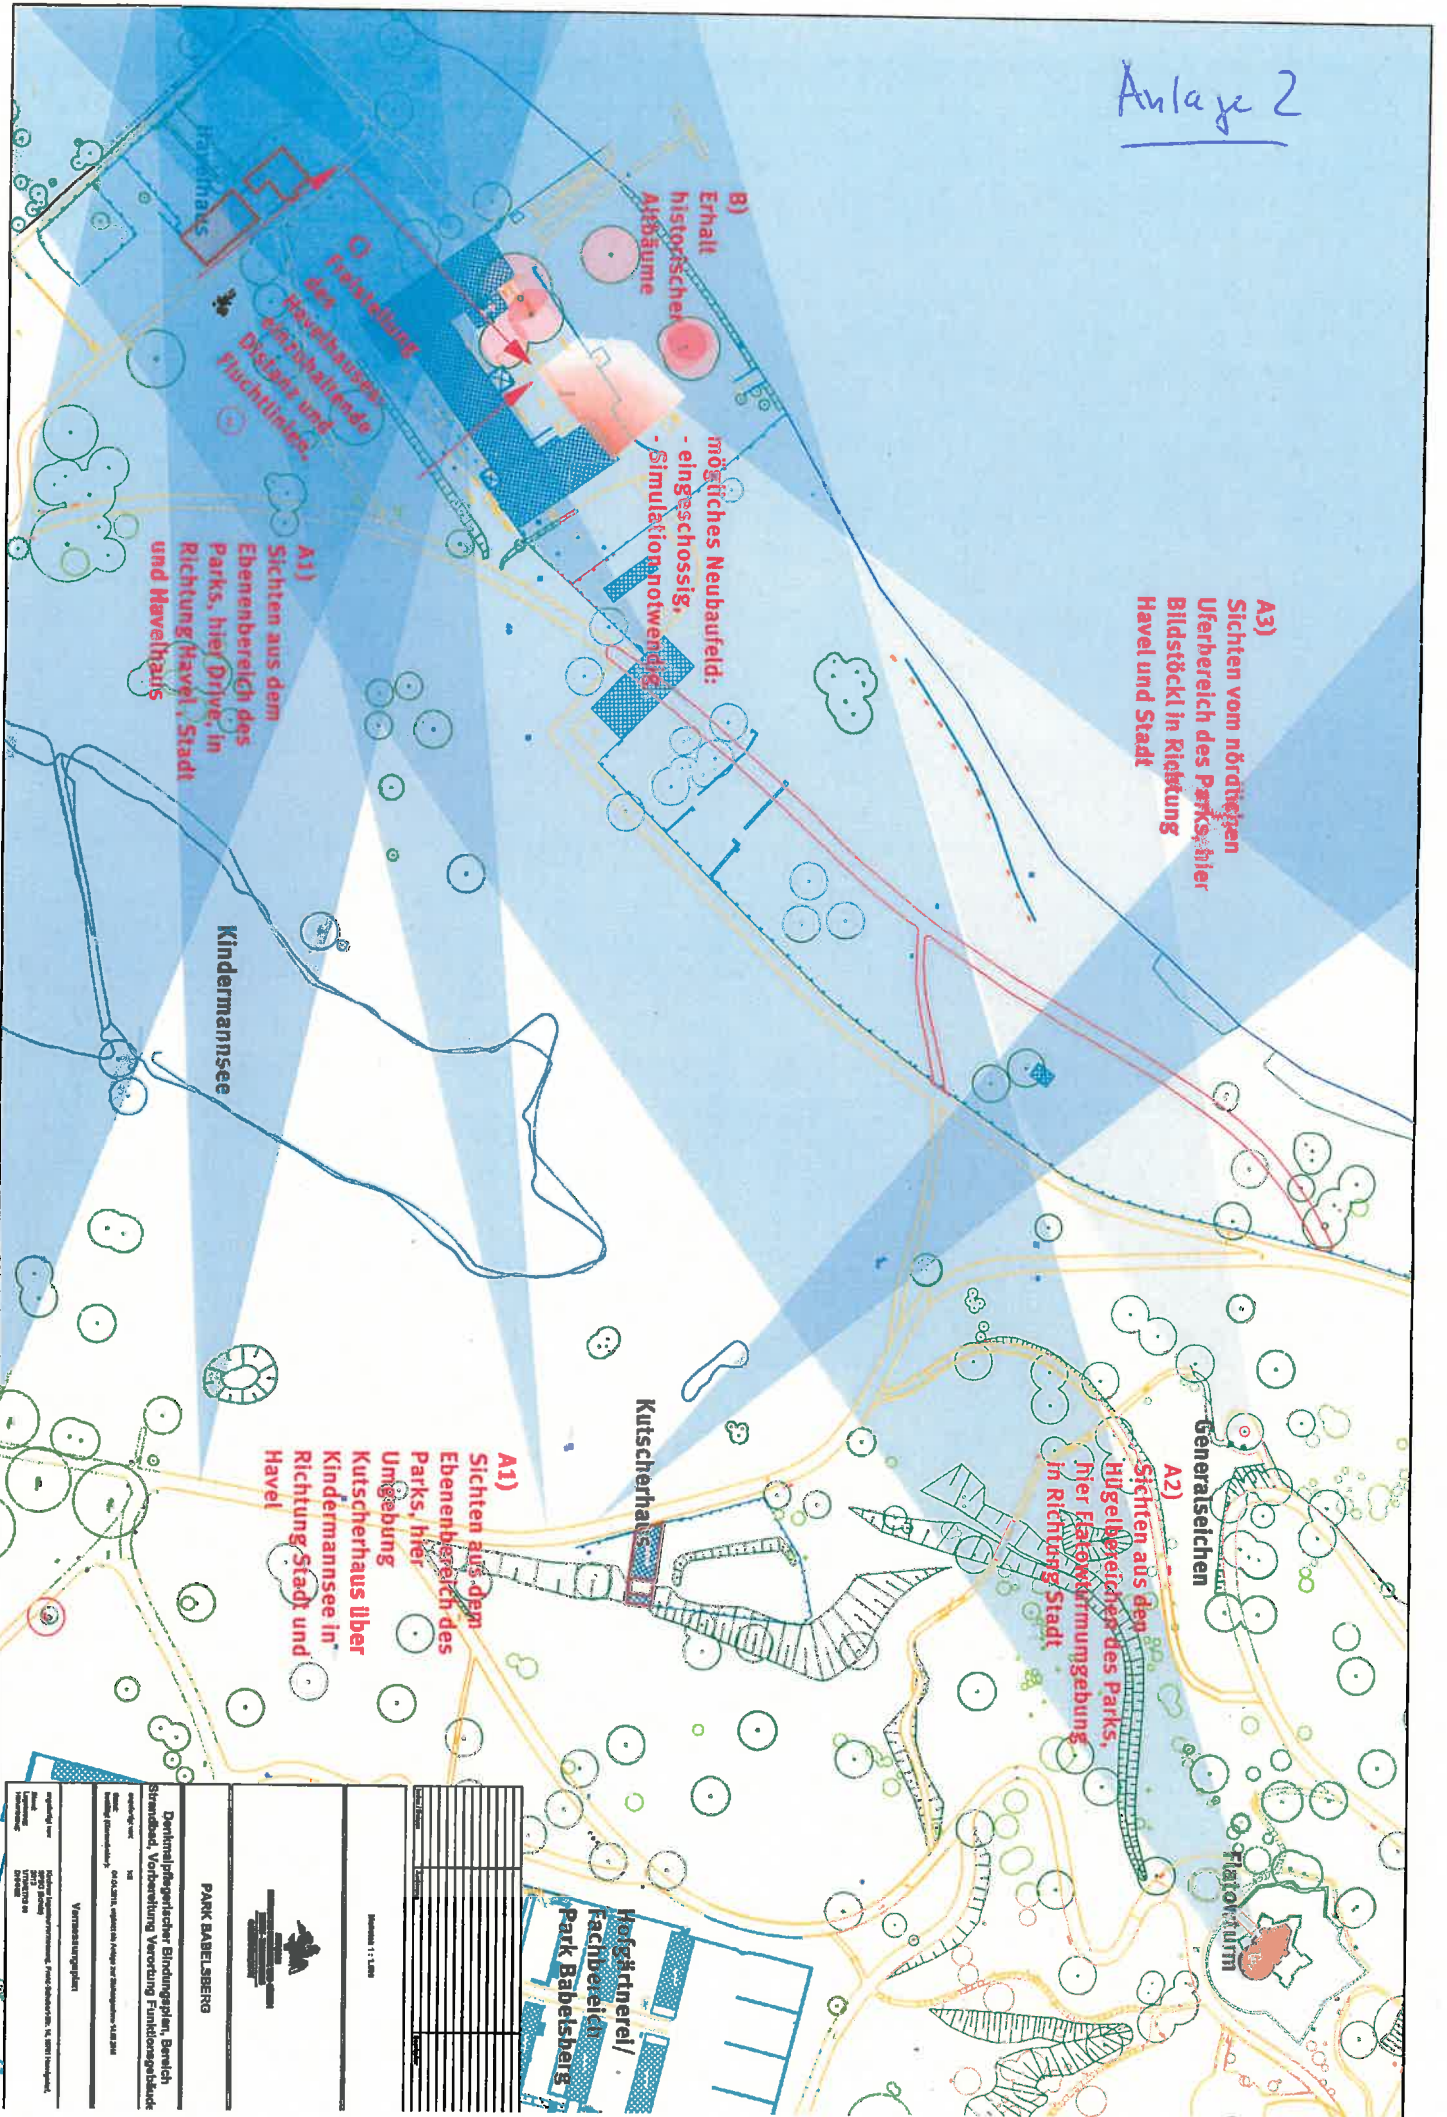 Anlage 2
B)
Erhalt
historischer
Altbäume
C)
Freistellung
des
Havelhauses,
einzuhaltende
Distanz und
Fluchtlinien.
Havelhaus
mögliches Neubaufeld:
- eingeschossig,
- Simulation notwendig
A3)
Sichten vom nördlichen
Uferbereich des Parks, hier
Bildstöckl in Richtung
Havel und Stadt
A1)
Sichten aus dem
Ebenenbereich des
Parks, hier Drive, in
Richtung Havel, Stadt
und Havelhaus
Kindermannsee
Generalseichen
A2)
Sichten aus den
Hügelbereichen des Parks,
hier Flatowturmumgebung
in Richtung Stadt
Kutscherhaus
A1)
Sichten aus dem
Ebenenbereich des
Parks, hier
Umgebung
Kutscherhaus über
Kindermannsee in
Richtung Stadt und
Havel
Flatowturm
Hofgärtnerei/
Fachbereich
Park Babelsberg
Masstab 1 :
PARK BABELSBERG
Denkmalpflegerischer Bindungsplan, Bereich
Strandbad, Vorbereitung Verortung Funktionsgebäude
Vermessungsplan